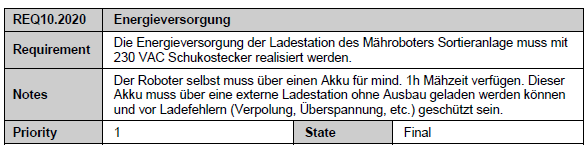 REQ10.2020 Energieversorgung
Requirement
Die Energieversorgung der Ladestation des Mähroboters Sortieranlage muss mit
230 VAC Schukostecker realisiert werden.
Notes
Der Roboter selbst muss über einen Akku für mind. 1h Mähzeit verfügen. Dieser
Akku muss über eine externe Ladestation ohne Ausbau geladen werden können
und vor Ladefehlern (Verpolung, Überspannung, etc.) geschützt sein.
Priority 1 State Final